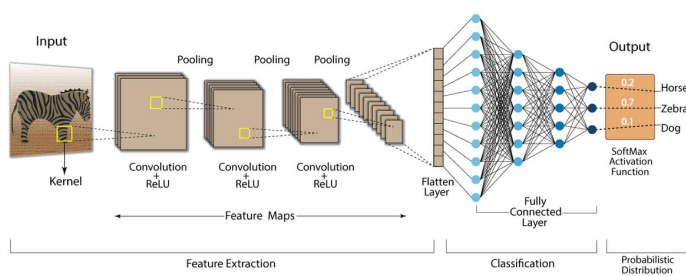 Input
Kernel
Pooling
Pooling
Pooling
Convolution
+
ReLU
Convolution
+
ReLU
Convolution
+
ReLU
Feature Maps
Flatten
Layer
Fully
Connected
Layer
Output
0.2
0.7
0.1
Horse
Zebra
Dog
SoftMax
Activation
Function
Feature Extraction
Classification
Probabilistic
Distribution